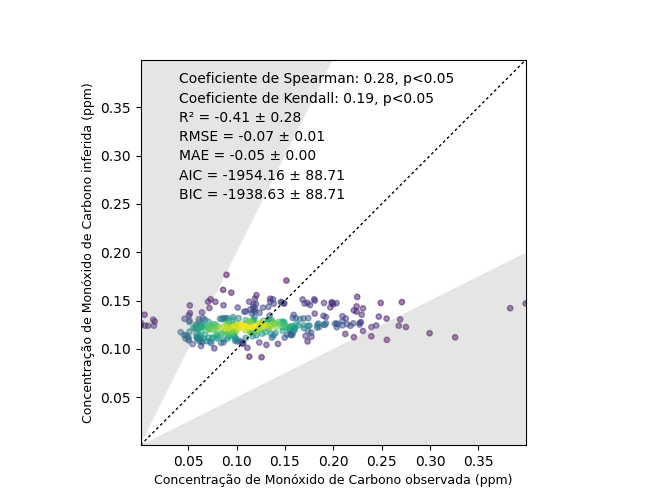 Coeficiente de Spearman: 0.28, p<0.05
Coeficiente de Kendall: 0.19, p<0.05
R² = -0.41 ± 0.28
RMSE = -0.07 ± 0.01
MAE = -0.05 ± 0.00
AIC = -1954.16 ± 88.71
BIC = -1938.63 ± 88.71
Concentração de Monóxido de Carbono inferida (ppm)
0.35
0.30
0.25
0.20
0.15
0.10
0.05
0.05 0.10 0.15 0.20 0.25 0.30 0.35
Concentração de Monóxido de Carbono observada (ppm)